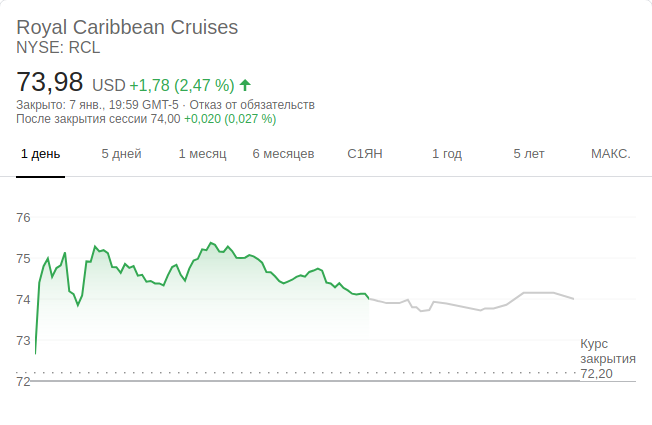 Royal Caribbean Cruises
NYSE: RCL
73,98 USD +1,78 (2,47 %)
Закрыто: 7 янв., 19:59 GMT-5 · Отказ от обязательств
После закрытия сессии 74,00 +0,020 (0,027 %)
1 день 5 дней 1 месяц 6 месяцев С1ЯН 1 год 5 лет МАКС.
76
75
74
73
Курс
закрытия
72,20
72